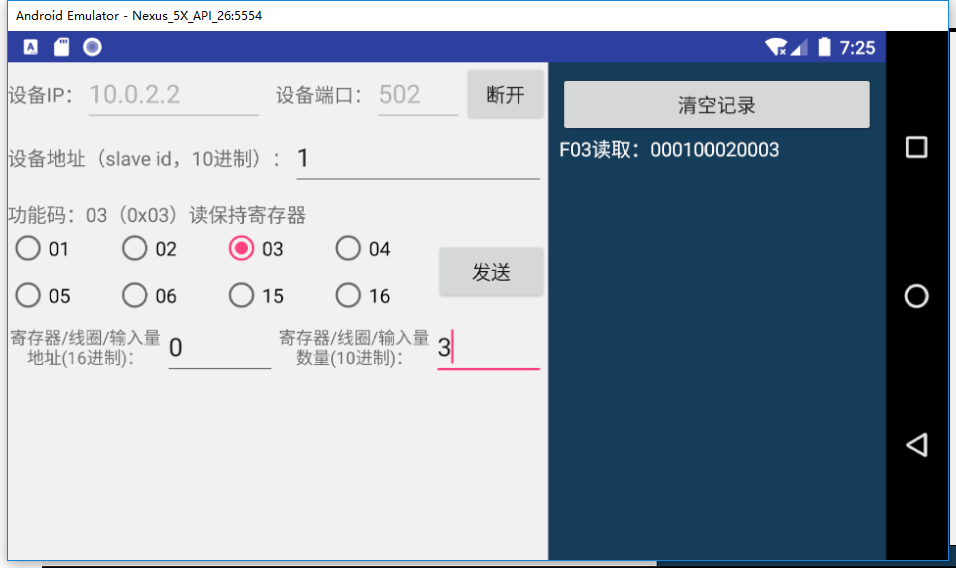 Android Emulator - Nexus_5X_API_26:5554
7:25
设备IP： 10.0.2.2 设备端口： 502 断开
设备地址（slave id，10进制）： 1
功能码：03（0x03）读保持寄存器
01 02 03 04
发送
05 06 15 16
寄存器/线圈/输入量
地址(16进制)： 0
寄存器/线圈/输入量
数量(10进制)： 3
清空记录
F03读取：000100020003